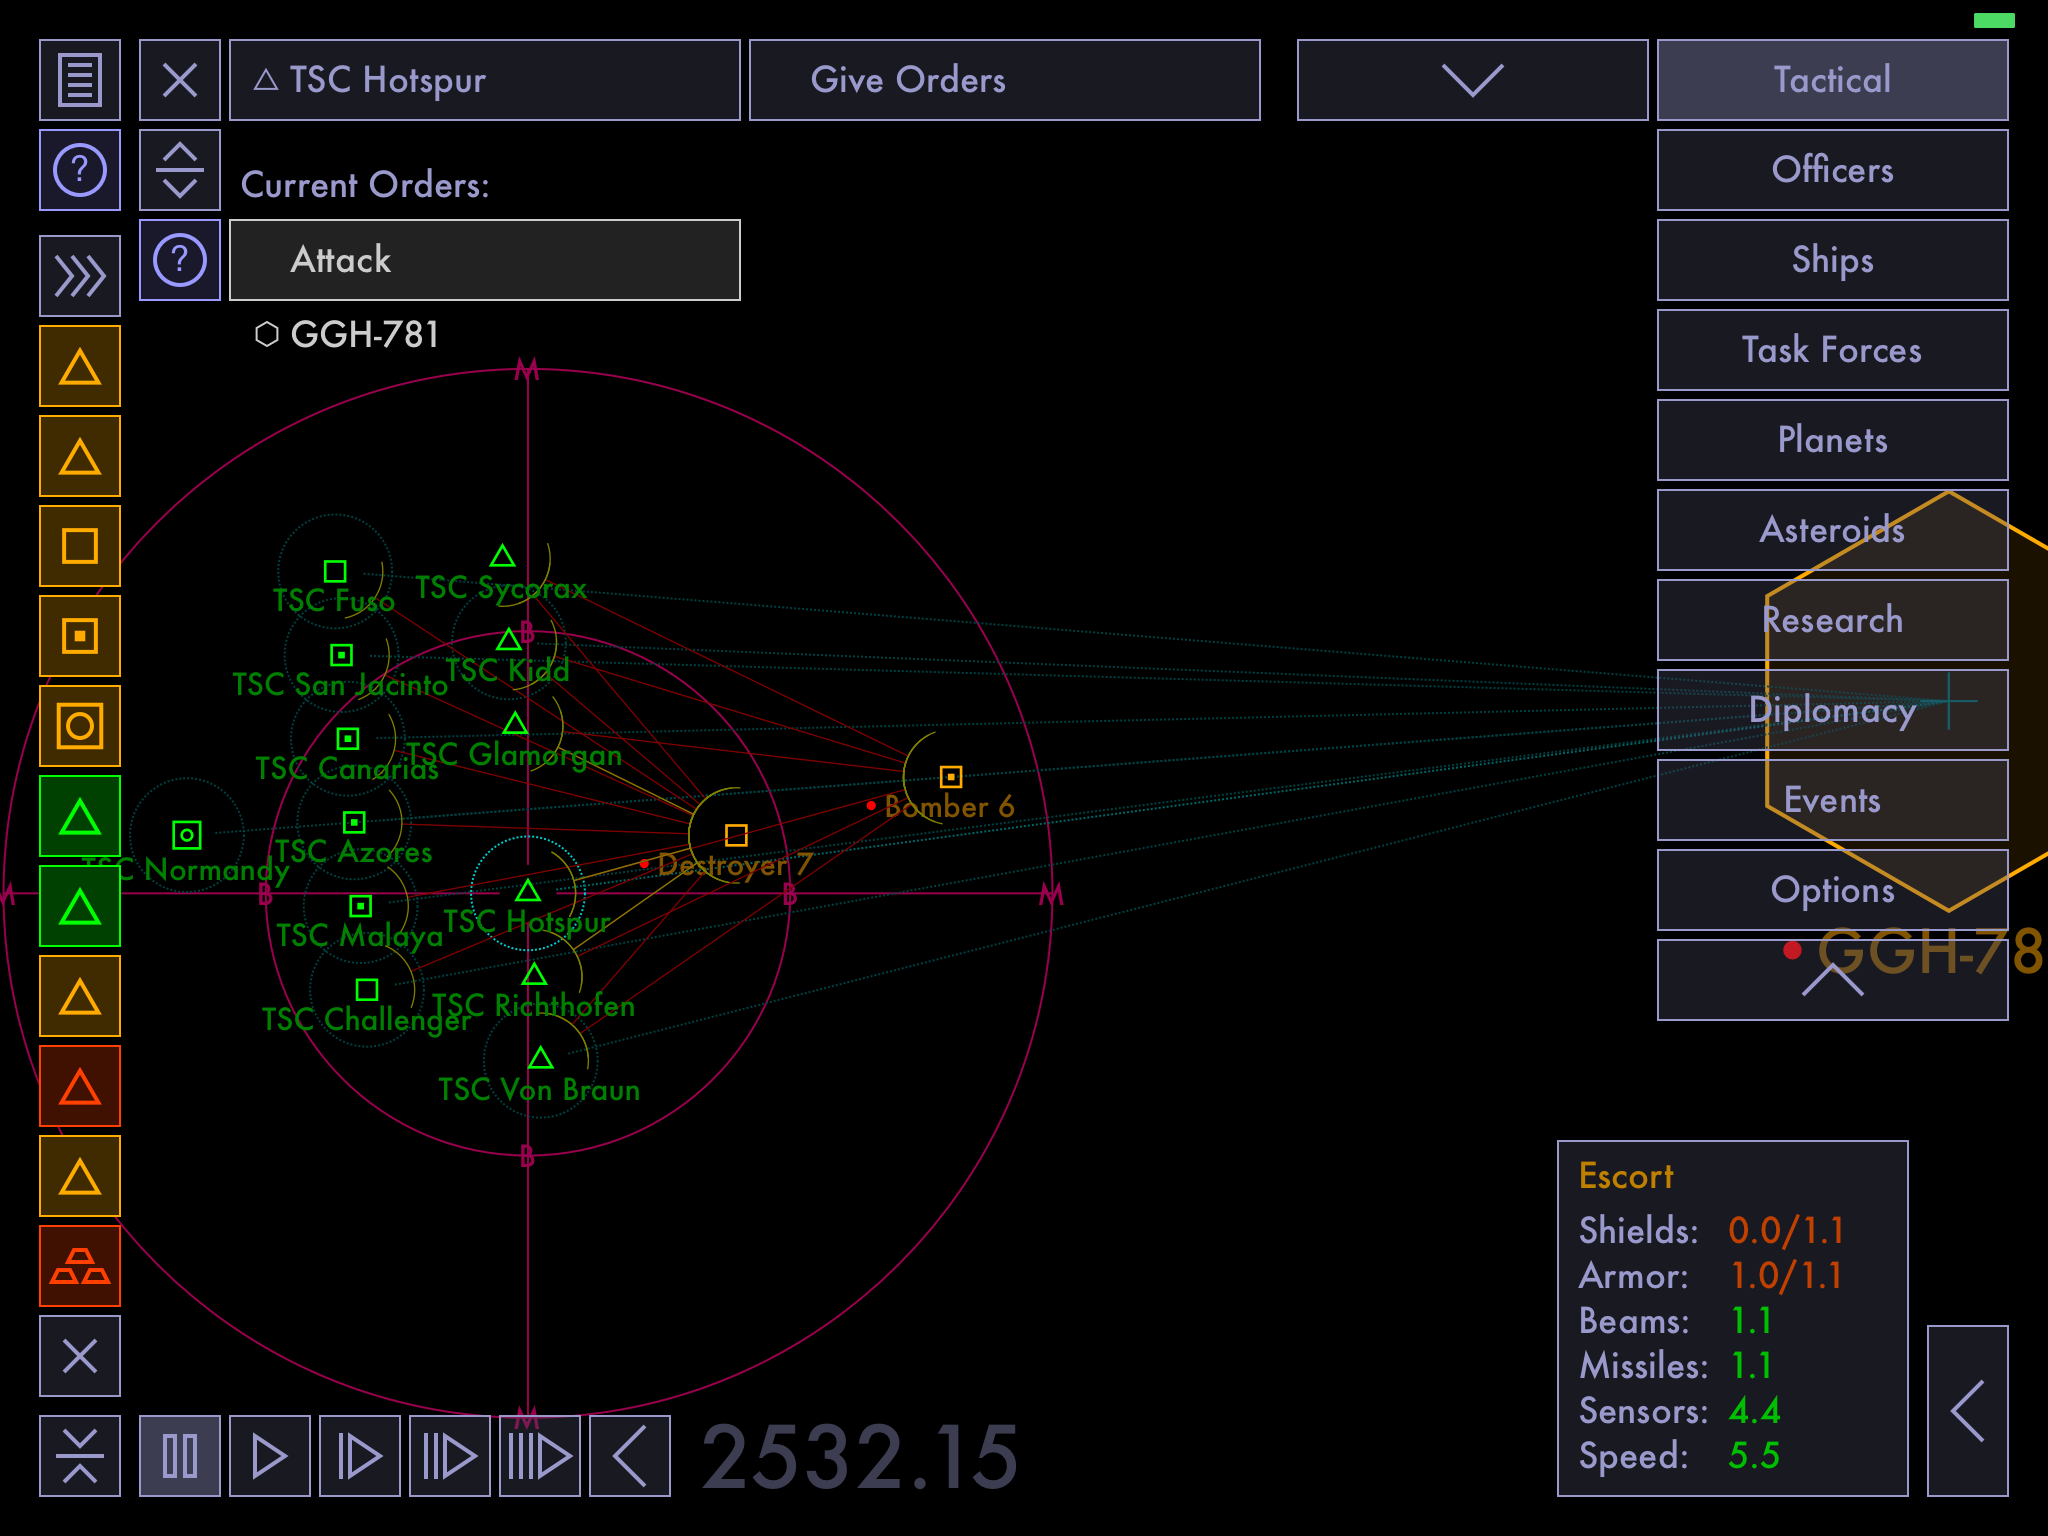 TSC Hotspur
Give Orders
Tactical
?
Officers
Current Orders:
?
Attack
Ships
GGH-781
Task Forces
M
Planets
Asteroids
TSC Fuso
TSC Sycorax
B
Research
TSC San Jacinto
TSC Kidd
Diplomacy
TSC Canarias
TSC Glamorgan
Events
Bomber 6
TSC Azores
TSC Normandy
Destroyer 7
M
B
B
M
Options
TSC Malaya
TSC Hotspur
GGH-78
TSC Challenger
TSC Richthofen
TSC Von Braun
B
Escort
Shields: 0.0/1.1
Armor: 1.0/1.1
Beams: 1.1
Missiles: 1.1
Sensors: 4.4
Speed: 5.5
M
2532.15